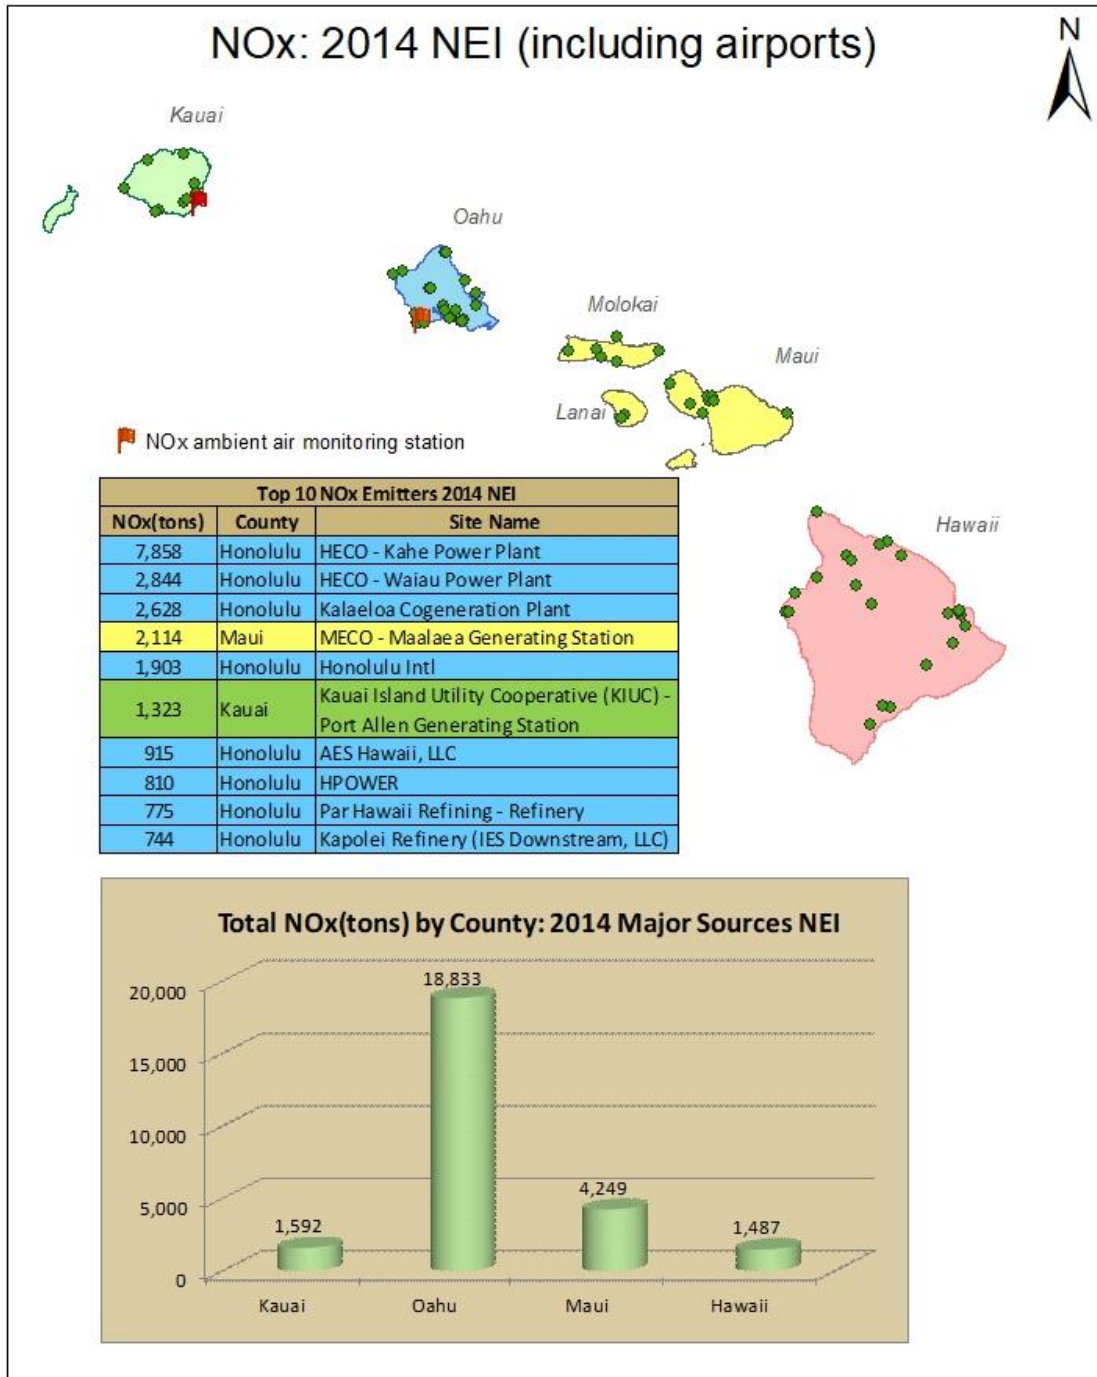 NOx: 2014 NEI (including airports)
N
Kauai
Oahu
Molokai
Maui
Lanai
Hawaii
NOx ambient air monitoring station
Top 10 NOx Emitters 2014 NEI
NOx(tons) County Site Name
7,858 Honolulu HECO - Kahe Power Plant
2,844 Honolulu HECO - Waiau Power Plant
2,628 Honolulu Kalaeloa Cogeneration Plant
2,114 Maui MECO - Maalaea Generating Station
1,903 Honolulu Honolulu Intl
1,323 Kauai Kauai Island Utility Cooperative (KIUC) -
Port Allen Generating Station
915 Honolulu AES Hawaii, LLC
810 Honolulu HPOWER
775 Honolulu Par Hawaii Refining - Refinery
744 Honolulu Kapolei Refinery (IES Downstream, LLC)
Total NOx(tons) by County: 2014 Major Sources NEI
20,000
15,000
10,000
5,000
0
1,592
18,833
4,249
1,487
Kauai Oahu Maui Hawaii